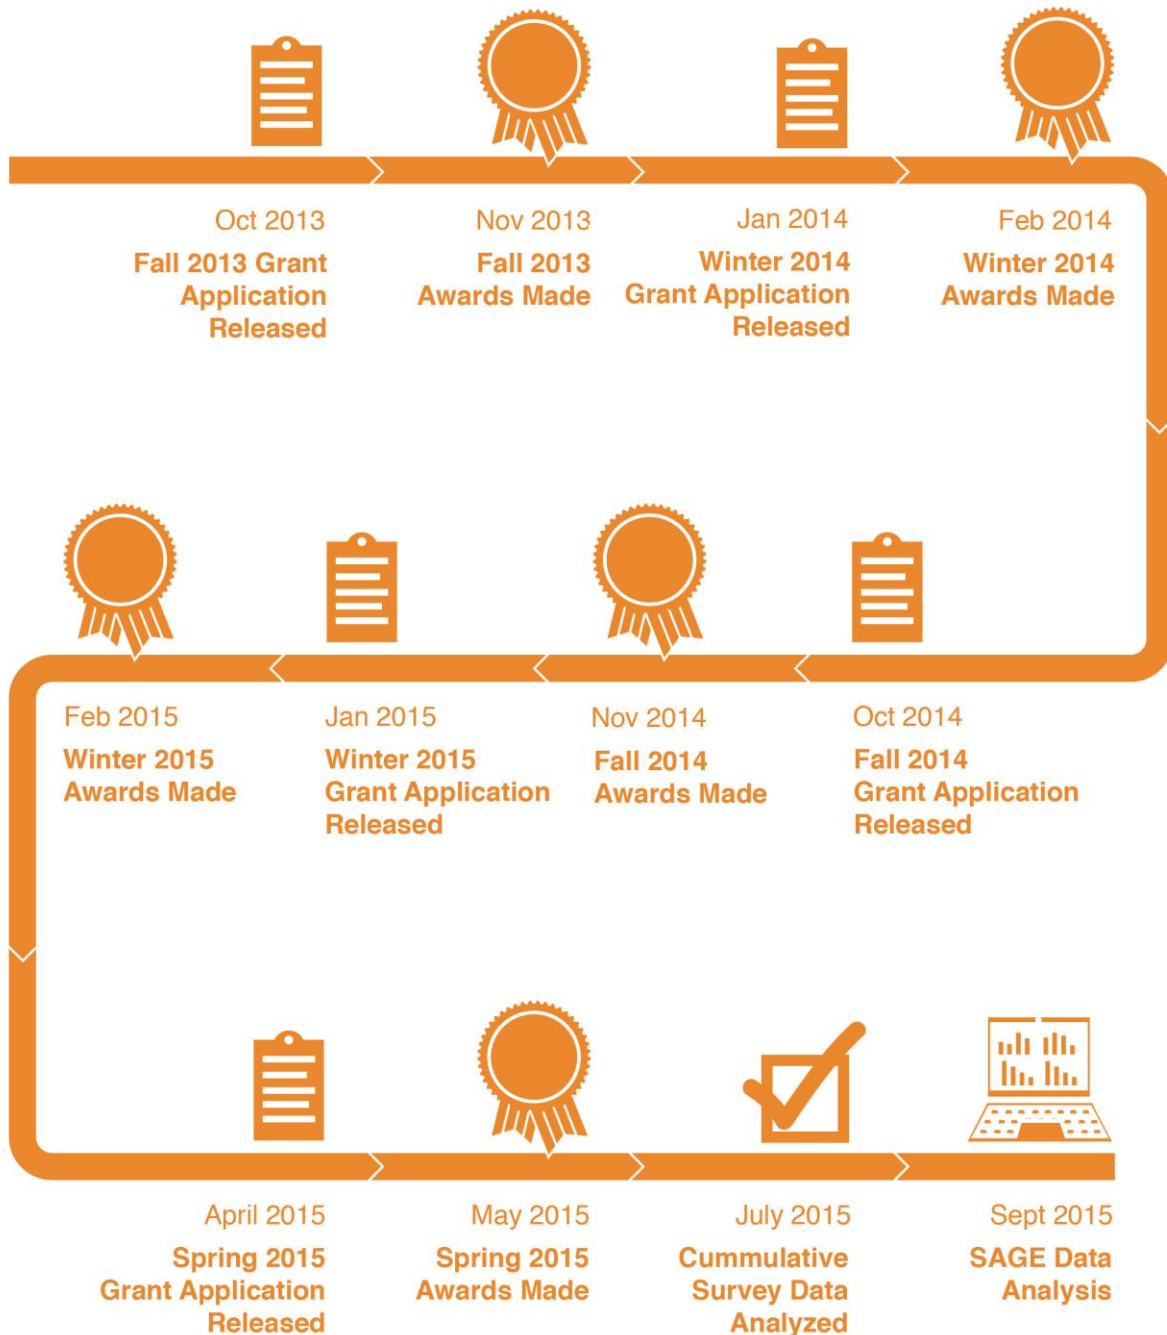 Oct 2013
Fall 2013 Grant
Application
Released
Nov 2013
Fall 2013
Awards Made
Jan 2014
Winter 2014
Grant Application
Released
Feb 2014
Winter 2014
Awards Made
Feb 2015
Winter 2015
Awards Made
Jan 2015
Winter 2015
Grant Application
Released
Nov 2014
Fall 2014
Awards Made
Oct 2014
Fall 2014
Grant Application
Released
April 2015
Spring 2015
Grant Application
Released
May 2015
Spring 2015
Awards Made
July 2015
Cummulative
Survey Data
Analyzed
Sept 2015
SAGE Data
Analysis